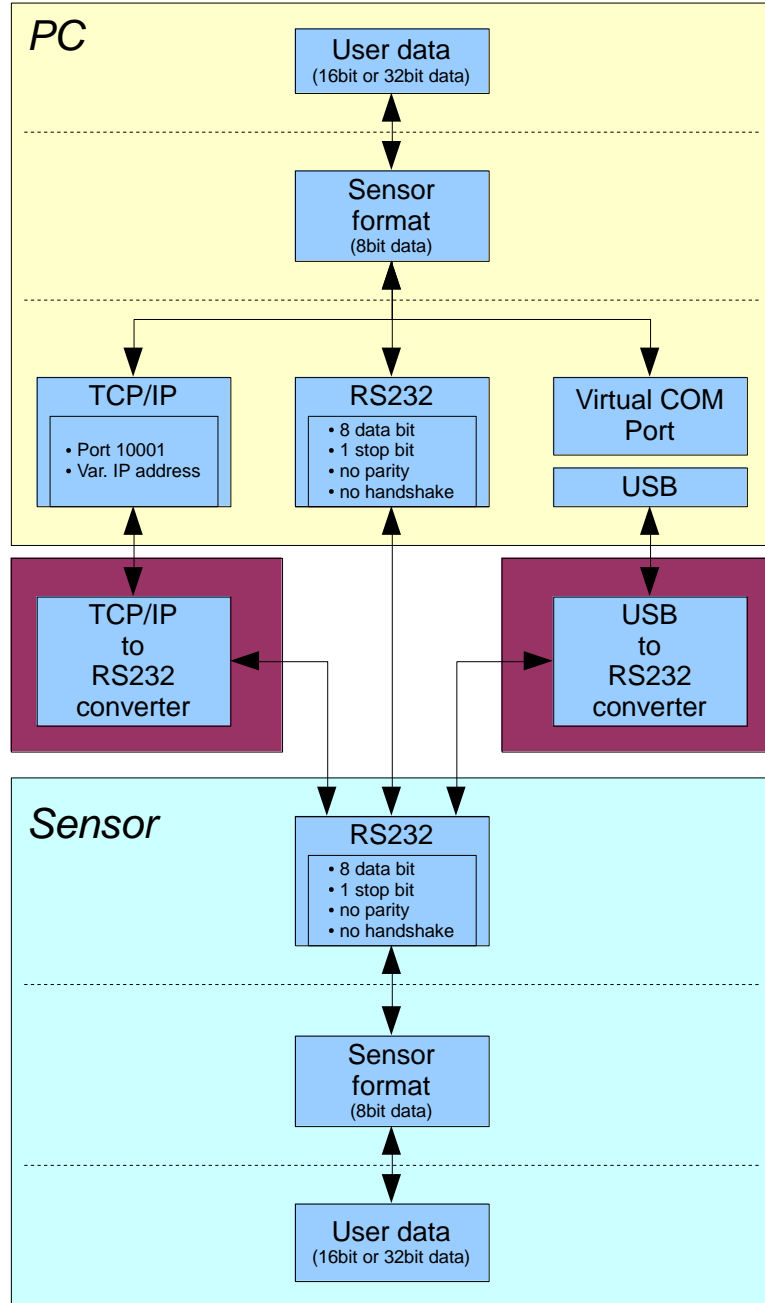 PC
User data
(16bit or 32bit data)
Sensor
format
(8bit data)
TCP/IP
• Port 10001
• Var. IP address
RS232
• 8 data bit
• 1 stop bit
• no parity
• no handshake
Virtual COM
Port
USB
TCP/IP
to
RS232
converter
USB
to
RS232
converter
Sensor
RS232
• 8 data bit
• 1 stop bit
• no parity
• no handshake
Sensor
format
(8bit data)
User data
(16bit or 32bit data)